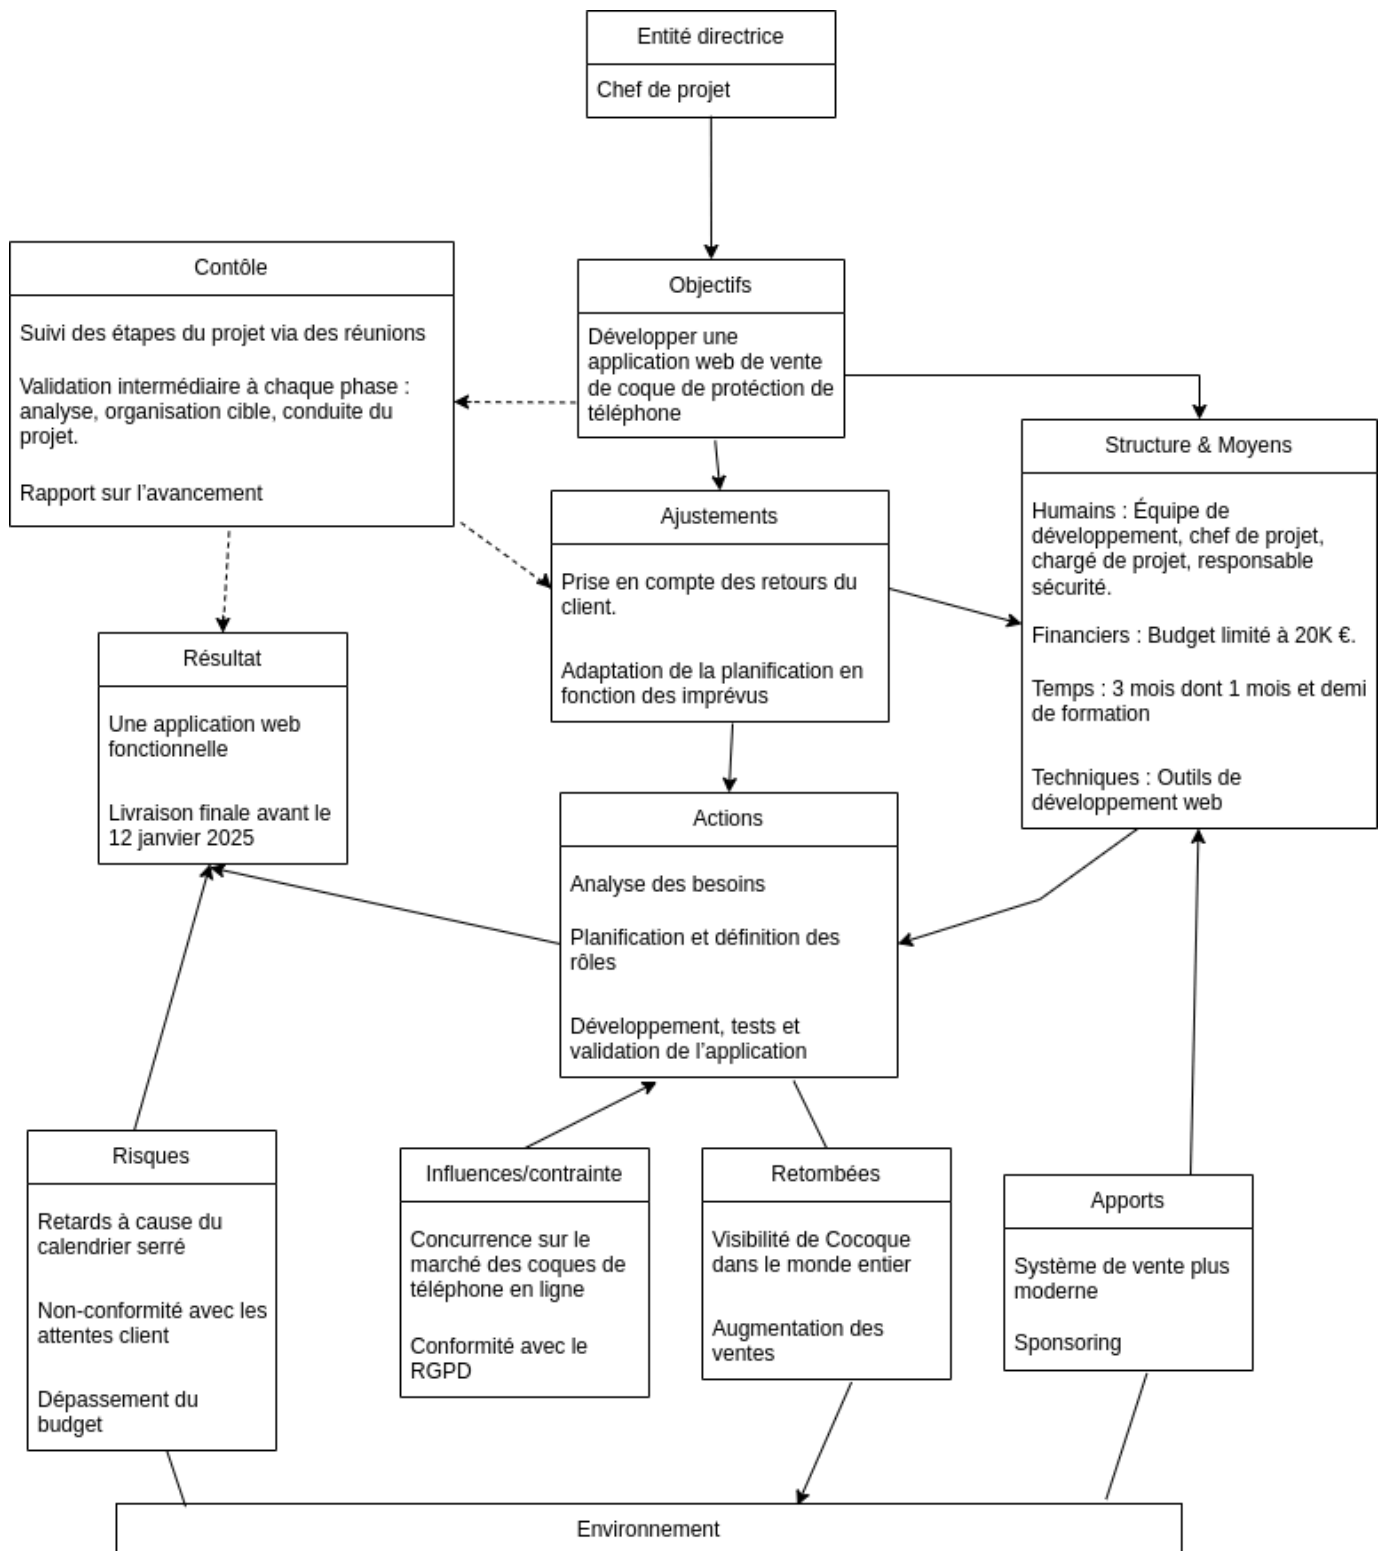 Entité directrice
Chef de projet
Contôle
Suivi des étapes du projet via des réunions
Validation intermédiaire à chaque phase :
analyse, organisation cible, conduite du
projet.
Rapport sur l'avancement
Objectifs
Développer une
application web de vente
de coque de protéction de
téléphone
Structure & Moyens
Humains : Équipe de
développement, chef de projet,
chargé de projet, responsable
sécurité.
Financiers : Budget limité à 20K €.
Temps : 3 mois dont 1 mois et demi
de formation
Techniques : Outils de
développement web
Ajustements
Prise en compte des retours du
client.
Adaptation de la planification en
fonction des imprévus
Résultat
Une application web
fonctionnelle
Livraison finale avant le
12 janvier 2025
Actions
Analyse des besoins
Planification et définition des
rôles
Développement, tests et
validation de l'application
Risques
Retards à cause du
calendrier serré
Non-conformité avec les
attentes client
Dépassement du
budget
Influences/contrainte
Concurrence sur le
marché des coques de
téléphone en ligne
Conformité avec le
RGPD
Retombées
Visibilité de Cocoque
dans le monde entier
Augmentation des
ventes
Apports
Système de vente plus
moderne
Sponsoring
Environnement